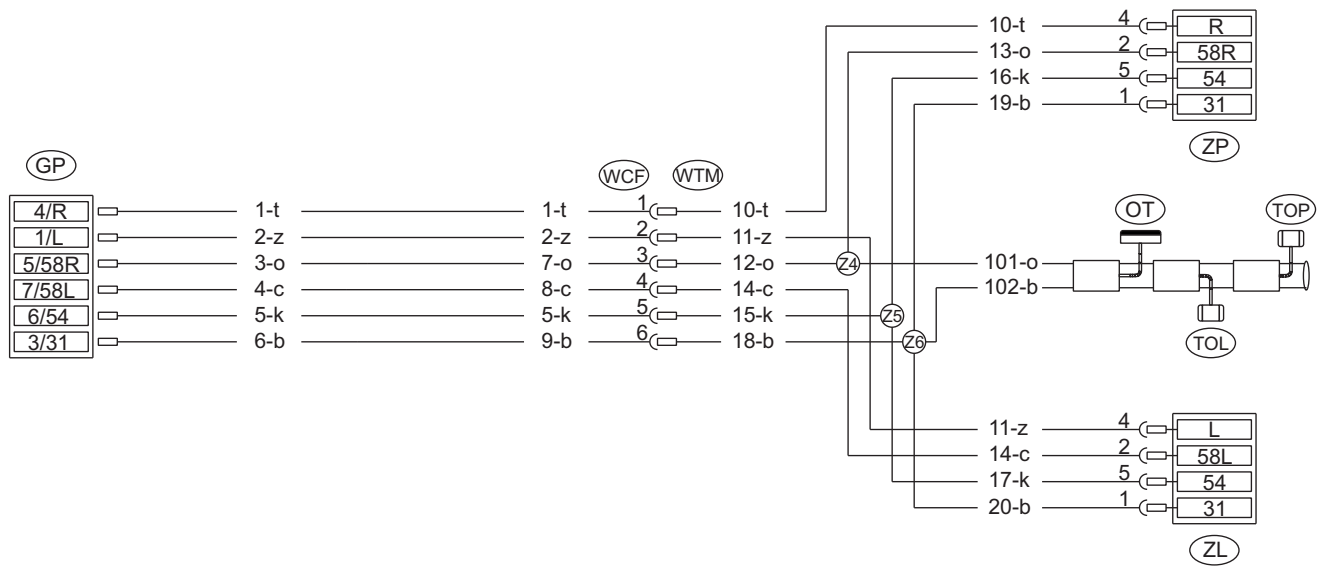 10-t 4 R
13-o 2 58R
16-k 5 54
19-b 1 31
ZP
GP
WCF WTM
4/R 1-t 1-t 1 10-t
1/L 2-z 2-z 2 11-z
5/58R 3-o 7-o 3 12-o Z4 101-o
7/58L 4-c 8-c 4 14-c 102-b
6/54 5-k 5-k 5 15-k Z5
3/31 6-b 9-b 6 18-b Z6
OT TOP
TOL
11-z 4 L
14-c 2 58L
17-k 5 54
20-b 1 31
ZL